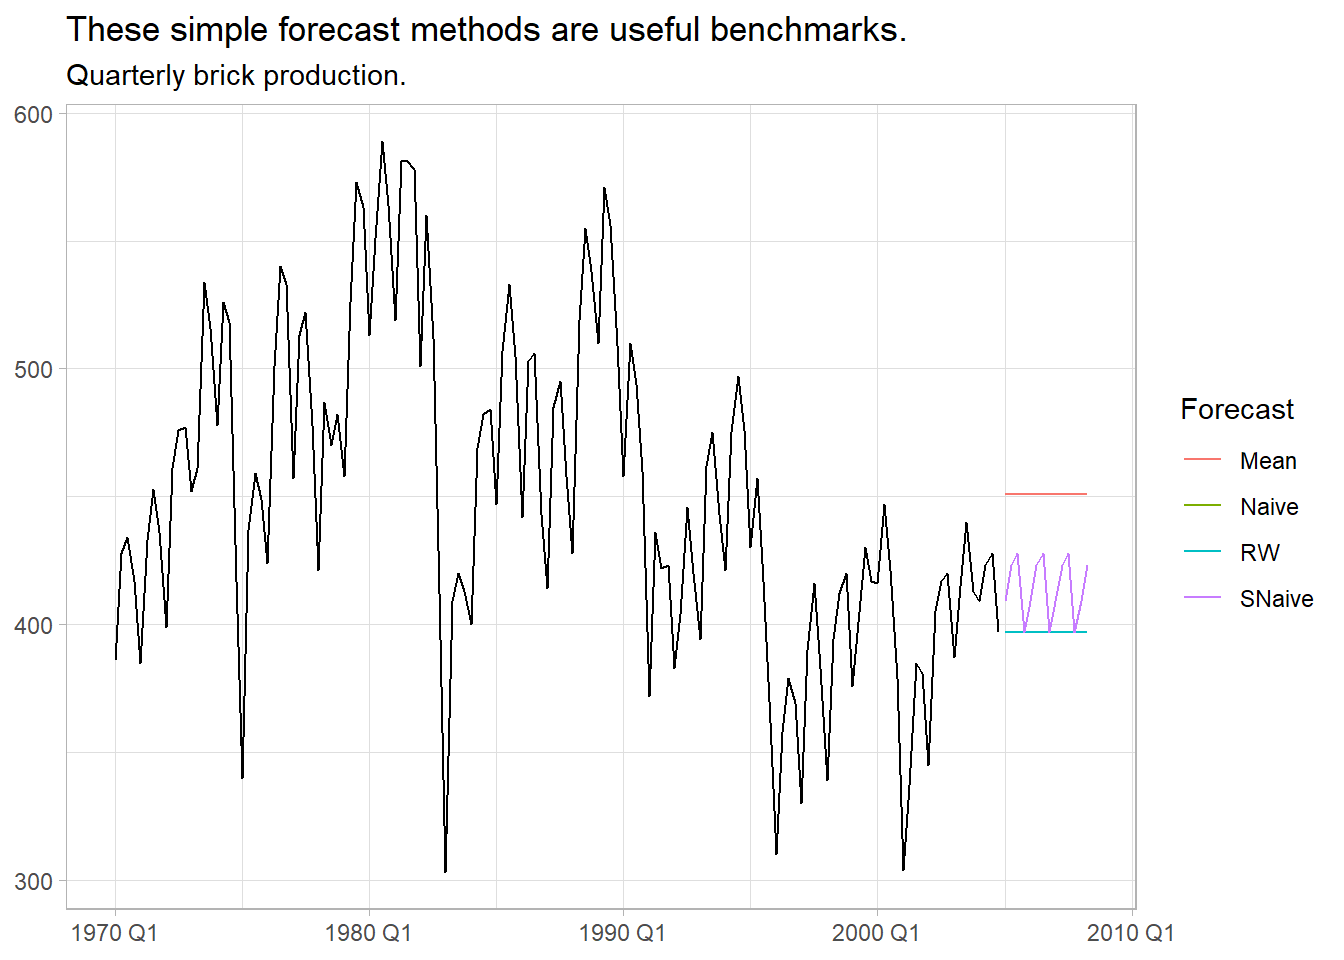 These simple forecast methods are useful benchmarks.
Quarterly brick production.
600
500
400
300
1970 Q1
1980 Q1
1990 Q1
2000 Q1
2010 Q1
Forecast
Mean
Naive
RW
SNaive